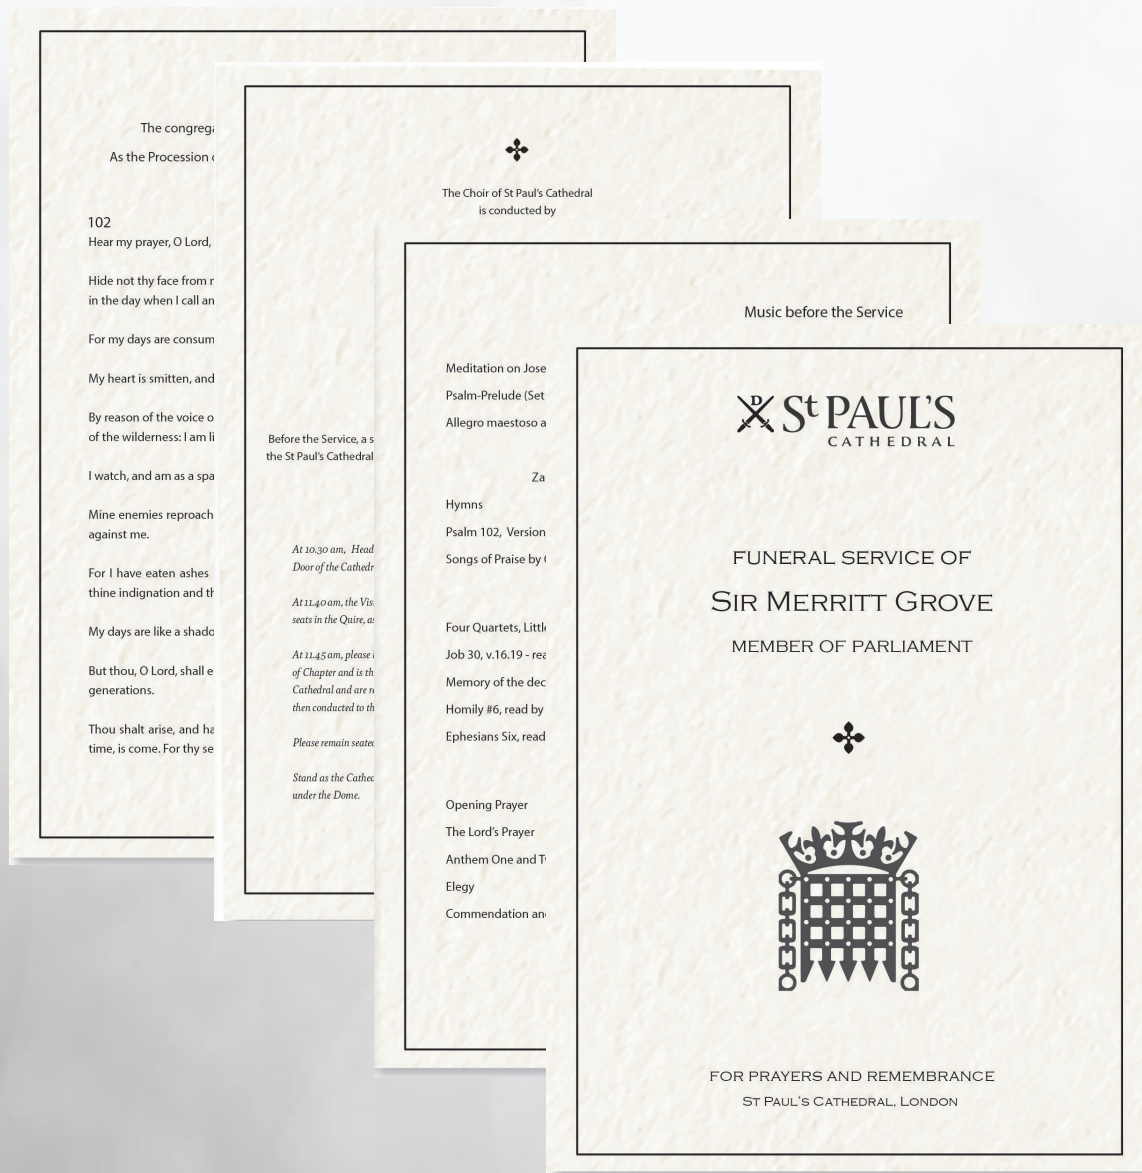 The congrega
As the Procession
102
Hear my prayer, O Lord,
Hide not thy face from
in the day when I call an
For my days are consum
My heart is smitten, and
By reason of the voice o
of the wilderness: I am li
I watch, and am as a spa
Mine enemies reproach
against me.
For I have eaten ashes
thine indignation and th
My days are like a shado
But thou, O Lord, shall e
generations.
Thou shalt arise, and ha
time, is come. For thy se
The Choir of St Paul's Cathedral
is conducted by
Before the Service, a s
the St Paul's Cathedral
At 10.30 am, Head
Door of the Cathedr
At 11.40 am, the Vis
seats in the Quire, as
At 11.45 am, please
of Chapter and is th
Cathedral and are re
then conducted to th
Please remain seated
Stand as the Cathed
under the Dome.
Music before the Service
Meditation on Jose
Psalm-Prelude (Set
Allegro maestoso a
Za
Hymns
Psalm 102, Version
Songs of Praise by
Four Quartets, Little
Job 30, v.16.19 - rea
Memory of the dec
Homily #6, read by
Ephesians Six, read
Opening Prayer
The Lord's Prayer
Anthem One and Tw
Elegy
Commendation and
D
St PAUL'S
CATHEDRAL
FUNERAL SERVICE OF
SIR MERRITT GROVE
MEMBER OF PARLIAMENT
FOR PRAYERS AND REMEMBRANCE
ST PAUL'S CATHEDRAL, LONDON